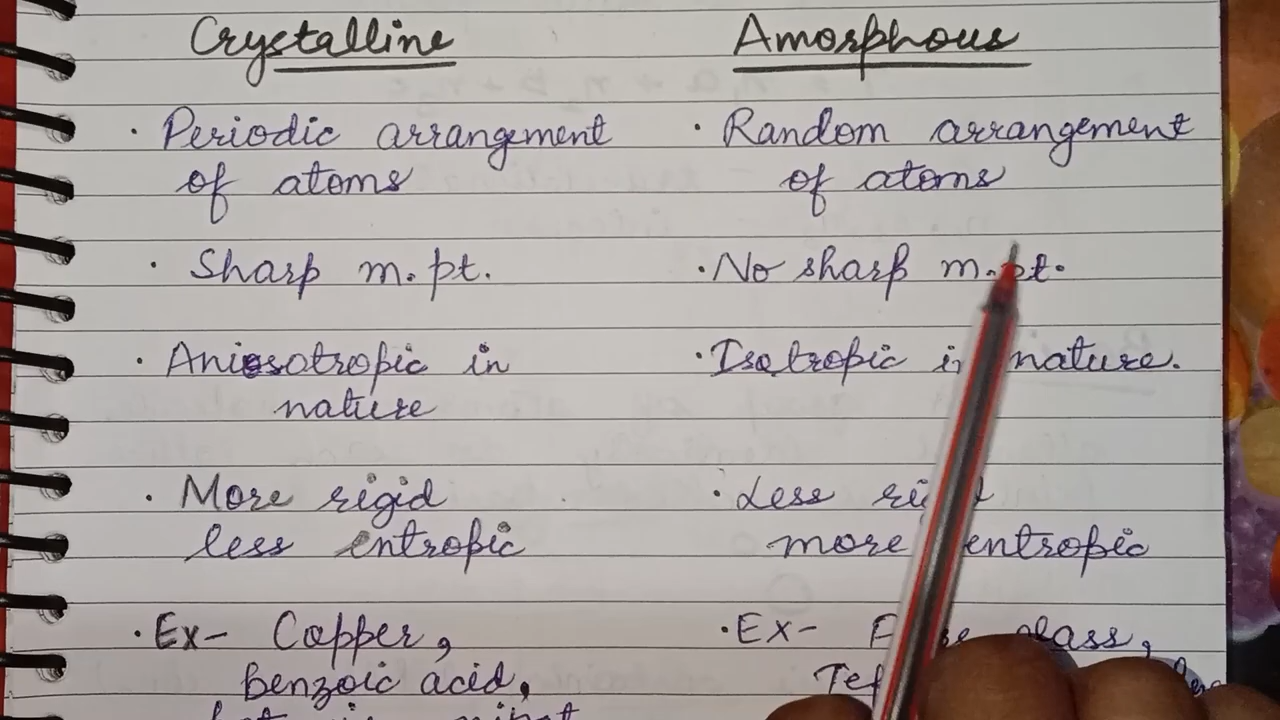 Crystalline
Amorphous
· Periodic arrangement
of atoms
· Random arrangement
of atoms
· Sharp m. pt.
· No sharp m. pt.
· Aniosotropic in
nature
· Isotropic in nature.
· More rigid
less entropic
· Less
more entropic
· Ex- Copper,
Benzoic acid,
· Ex- glass,